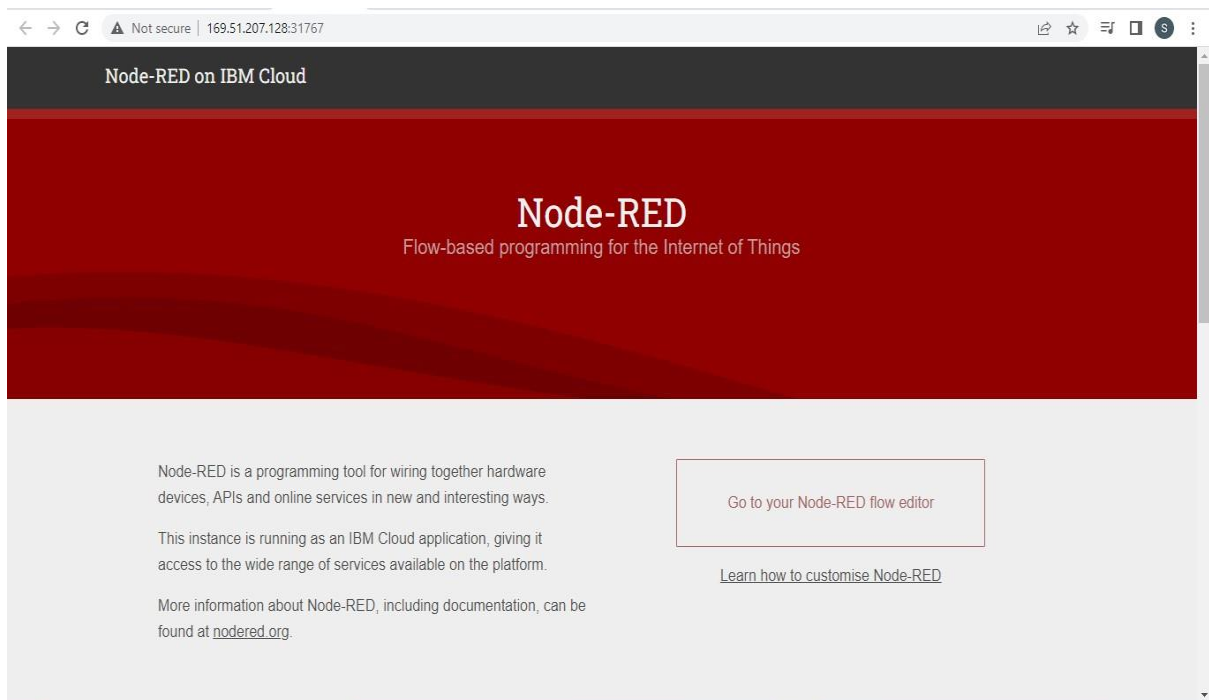 Not secure | 169.51.207.128:31767
S
Node-RED on IBM Cloud
Node-RED
Flow-based programming for the Internet of Things
Node-RED is a programming tool for wiring together hardware
devices, APIs and online services in new and interesting ways.
This instance is running as an IBM Cloud application, giving it
access to the wide range of services available on the platform.
More information about Node-RED, including documentation, can be
found at nodered.org.
Go to your Node-RED flow editor
Learn how to customise Node-RED